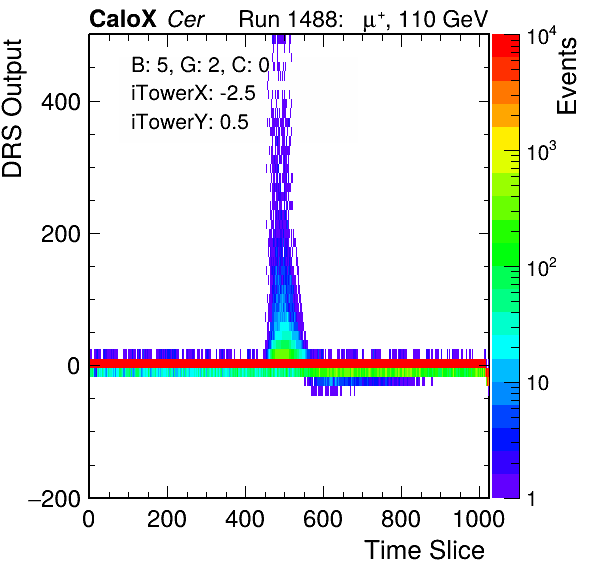 CaloX Cer Run 1488: μ⁺, 110 GeV
B: 5, G: 2, C: 0
iTowerX: -2.5
iTowerY: 0.5
DRS Output
400
200
0
−200
0 200 400 600 800 1000
Time Slice
Events
10⁴
10³
10²
10
1